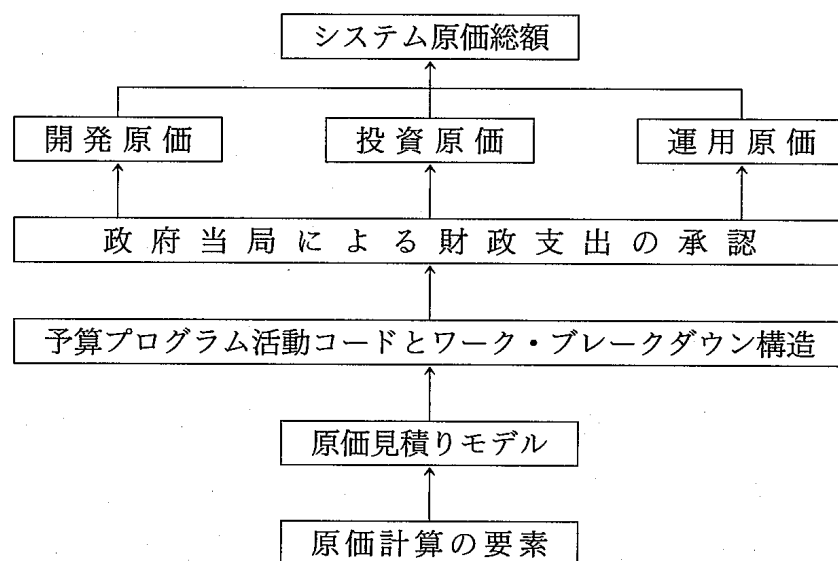 システム原価総額
開発原価
投資原価
運用原価
政府当局による財政支出の承認
予算プログラム活動コードとワーク・ブレークダウン構造
原価見積りモデル
原価計算の要素